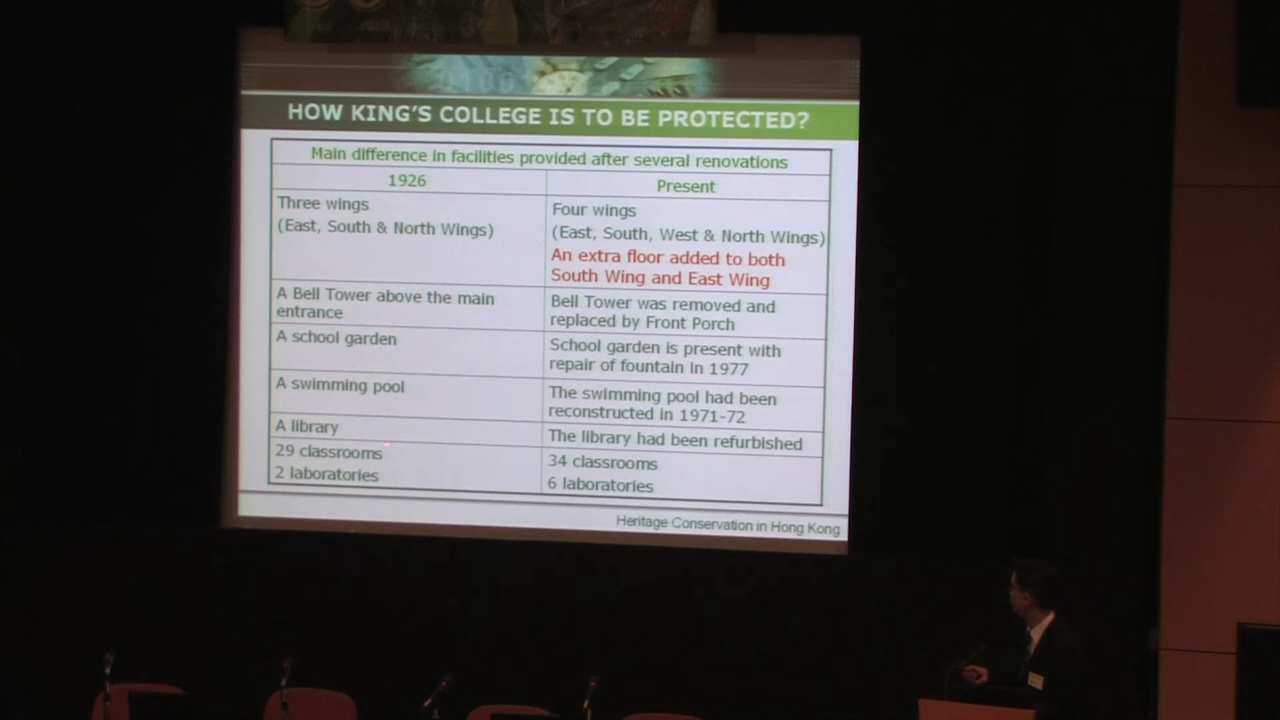 HOW KING'S COLLEGE IS TO BE PROTECTED?
Main difference in facilities provided after several renovations
1926
Present
Three wings
(East, South & North Wings)
Four wings
(East, South, West & North Wings)
An extra floor added to both
South Wing and East Wing
A Bell Tower above the main
entrance
Bell Tower was removed and
replaced by Front Porch
A school garden
School garden is present with
repair of fountain in 1977
A swimming pool
The swimming pool had been
reconstructed in 1971-72
A library
The library had been refurbished
29 classrooms
2 laboratories
34 classrooms
6 laboratories
Heritage Conservation in Hong Kong